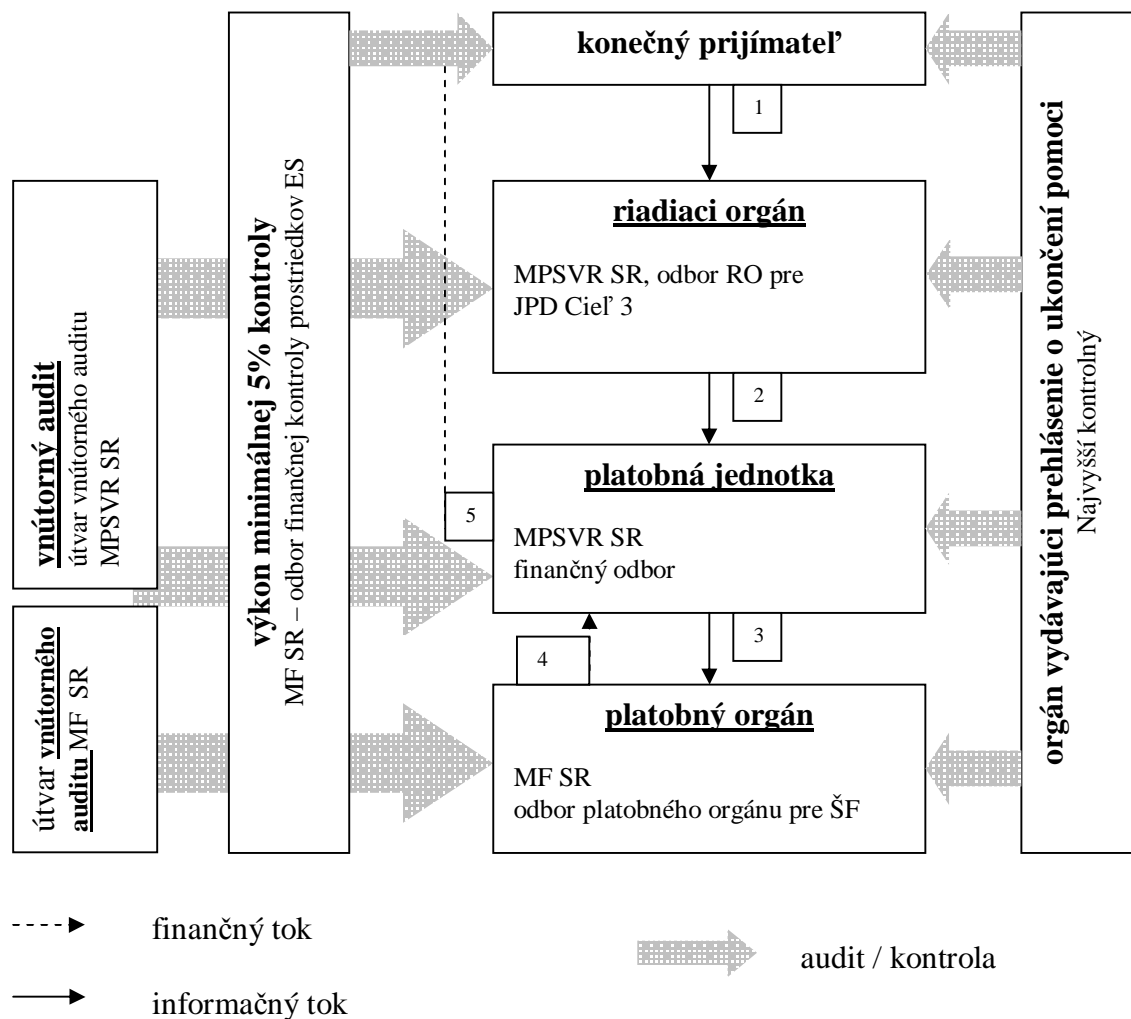 konečný prijímateľ
1
riadiaci orgán
MPSVR SR, odbor RO pre
JPD Cieľ 3
2
platobná jednotka
MPSVR SR
finančný odbor
5
3
4
platobný orgán
MF SR
odbor platobného orgánu pre ŠF
vnútorný audit
útvar vnútorného auditu
MPSVR SR
útvar vnútorného
auditu MF SR
výkon minimálnej 5% kontroly
MF SR – odbor finančnej kontroly prostriedkov ES
orgán vydávajúci prehlásenie o ukončení pomoci
Najvyšší kontrolný
finančný tok
audit / kontrola
informačný tok